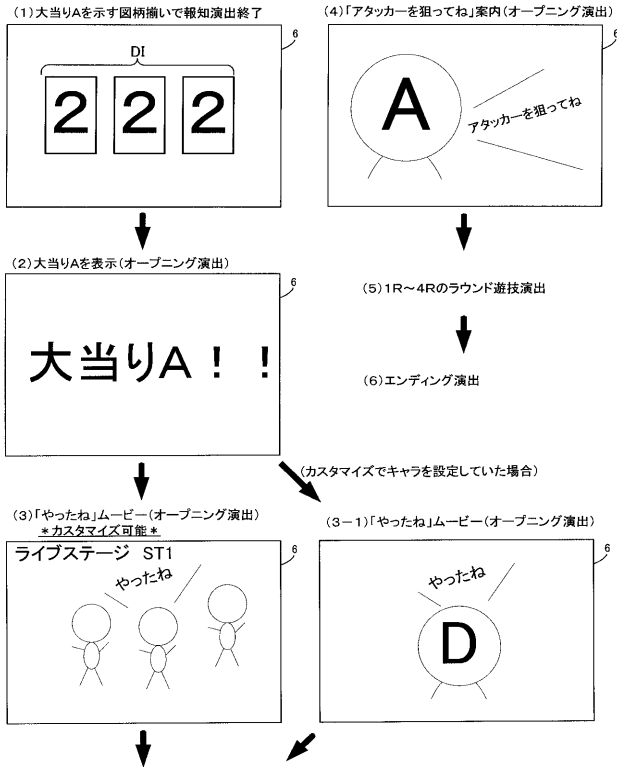 (1)大当りAを示す図柄揃いで報知演出終了
6
DI
2 2 2
(2)大当りAを表示(オープニング演出)
6
大当りA!!
(カスタマイズでキャラを設定していた場合)
(3)「やったね」ムービー(オープニング演出)
*カスタマイズ可能*
6
ライブステージ ST1
やったね
(3-1)「やったね」ムービー(オープニング演出)
6
やったね
D
(4)「アタッカーを狙ってね」案内(オープニング演出)
6
A
アタッカーを狙ってね
(5)1R~4Rのラウンド遊技演出
(6)エンディング演出